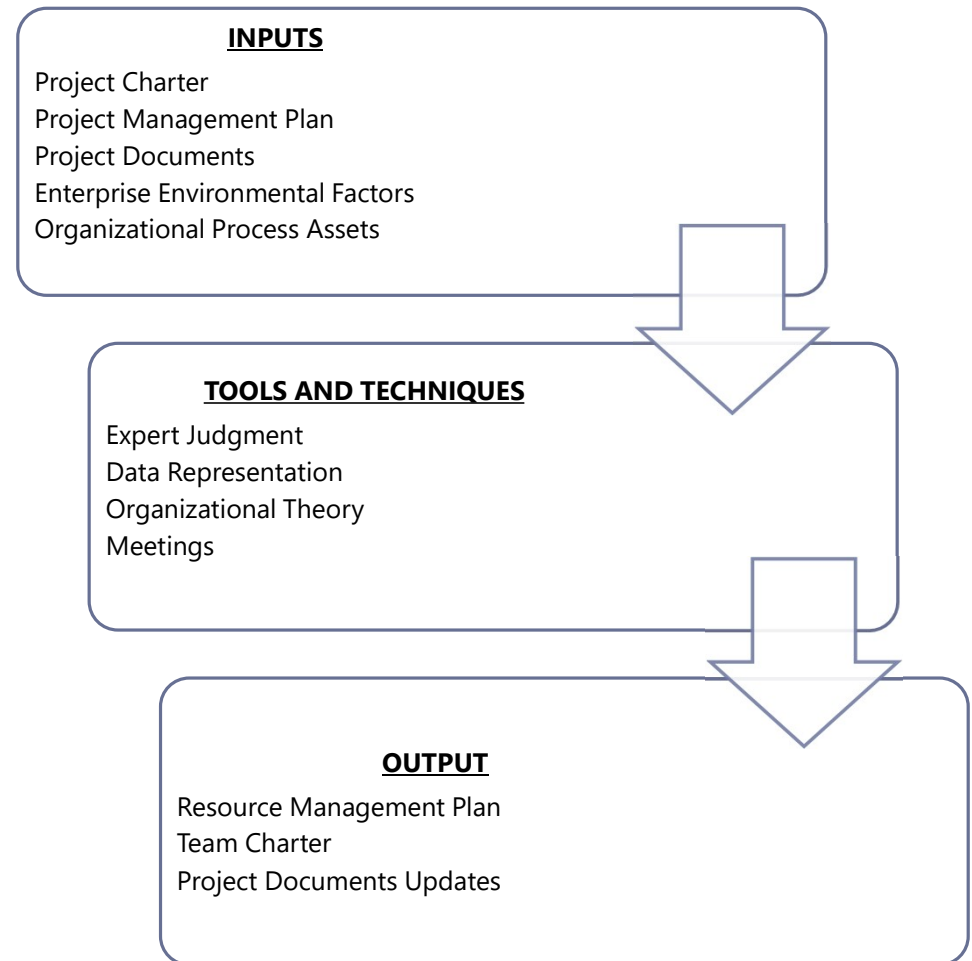 INPUTS
Project Charter
Project Management Plan
Project Documents
Enterprise Environmental Factors
Organizational Process Assets
TOOLS AND TECHNIQUES
Expert Judgment
Data Representation
Organizational Theory
Meetings
OUTPUT
Resource Management Plan
Team Charter
Project Documents Updates